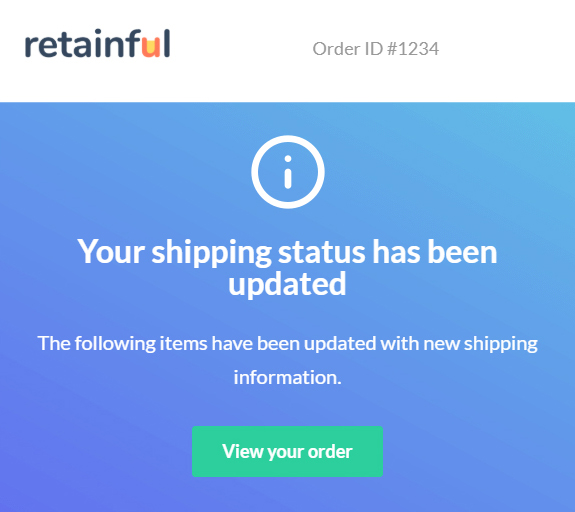 retainful
Order ID #1234
Your shipping status has been
updated
The following items have been updated with new shipping
information.
View your order